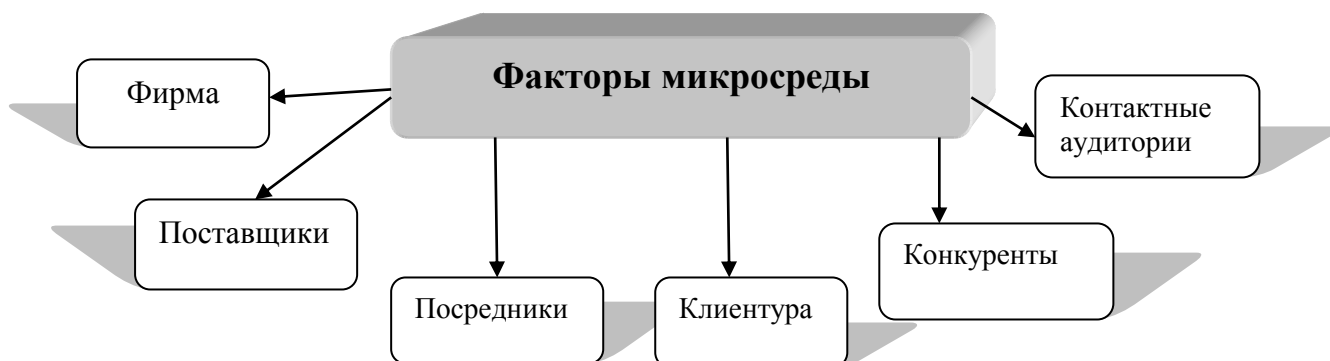 Факторы микросреды
Фирма
Контактные
аудитории
Поставщики
Конкуренты
Посредники
Клиентура